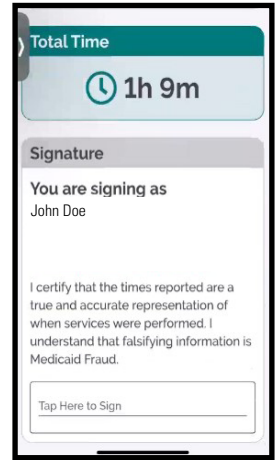 Total Time
1h 9m
Signature
You are signing as
John Doe
I certify that the times reported are a
true and accurate representation of
when services were performed. I
understand that falsifying information is
Medicaid Fraud.
Tap Here to Sign